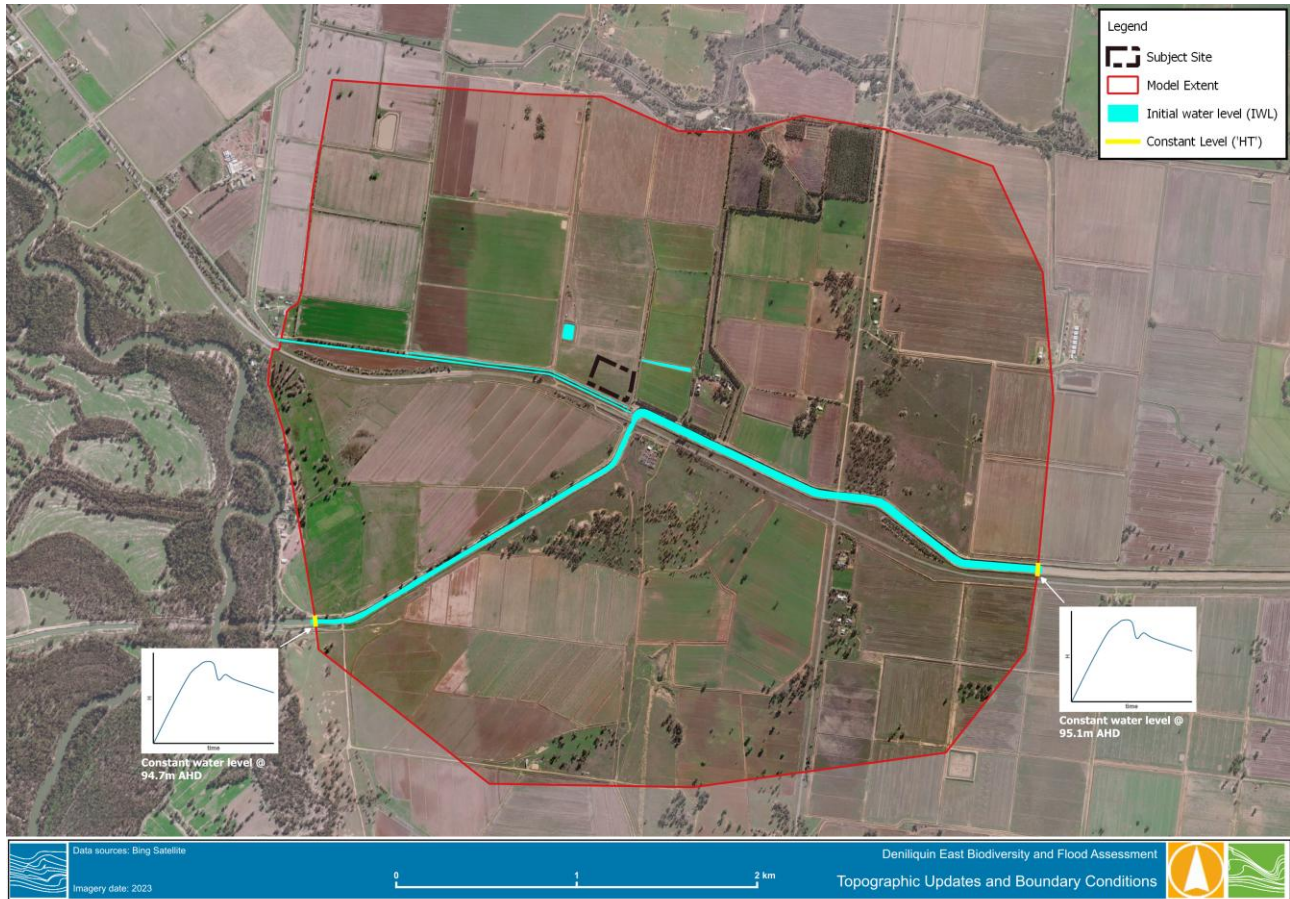 Legend
Subject Site
Model Extent
Initial water level (IWL)
Constant Level ('HT')
H
time
Constant water level @
94.7m AHD
H
time
Constant water level @
95.1m AHD
Data sources: Bing Satellite
Imagery date: 2023
0
1
2 km
Deniliquin East Biodiversity and Flood Assessment
Topographic Updates and Boundary Conditions